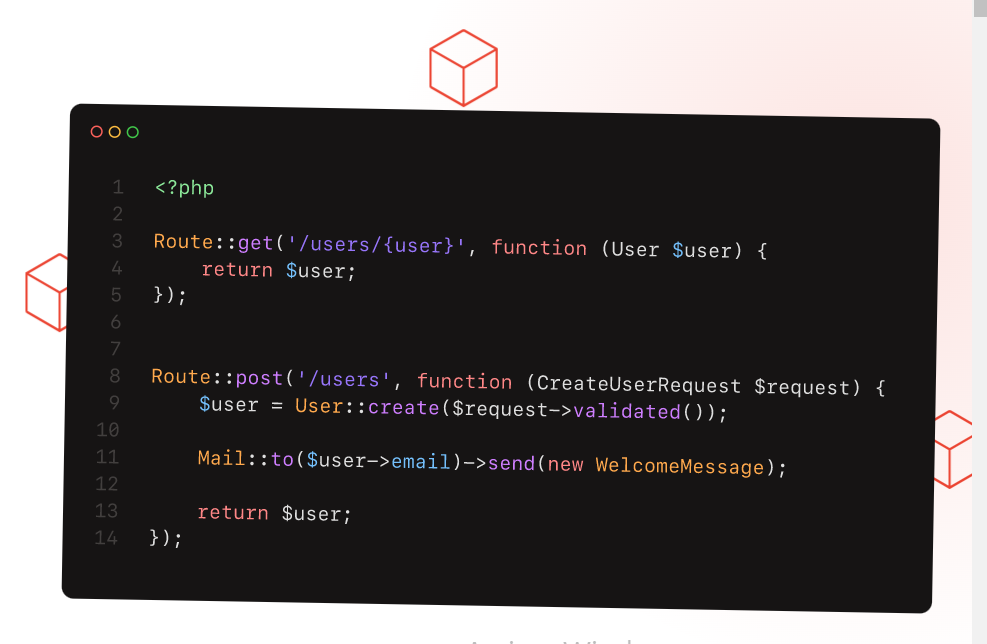 1 <?php
2
3 Route::get('/users/{user}', function (User $user) {
4     return $user;
5 });
6
7
8 Route::post('/users', function (CreateUserRequest $request) {
9     $user = User::create($request->validated());
10
11     Mail::to($user->email)->send(new WelcomeMessage);
12
13     return $user;
14 });